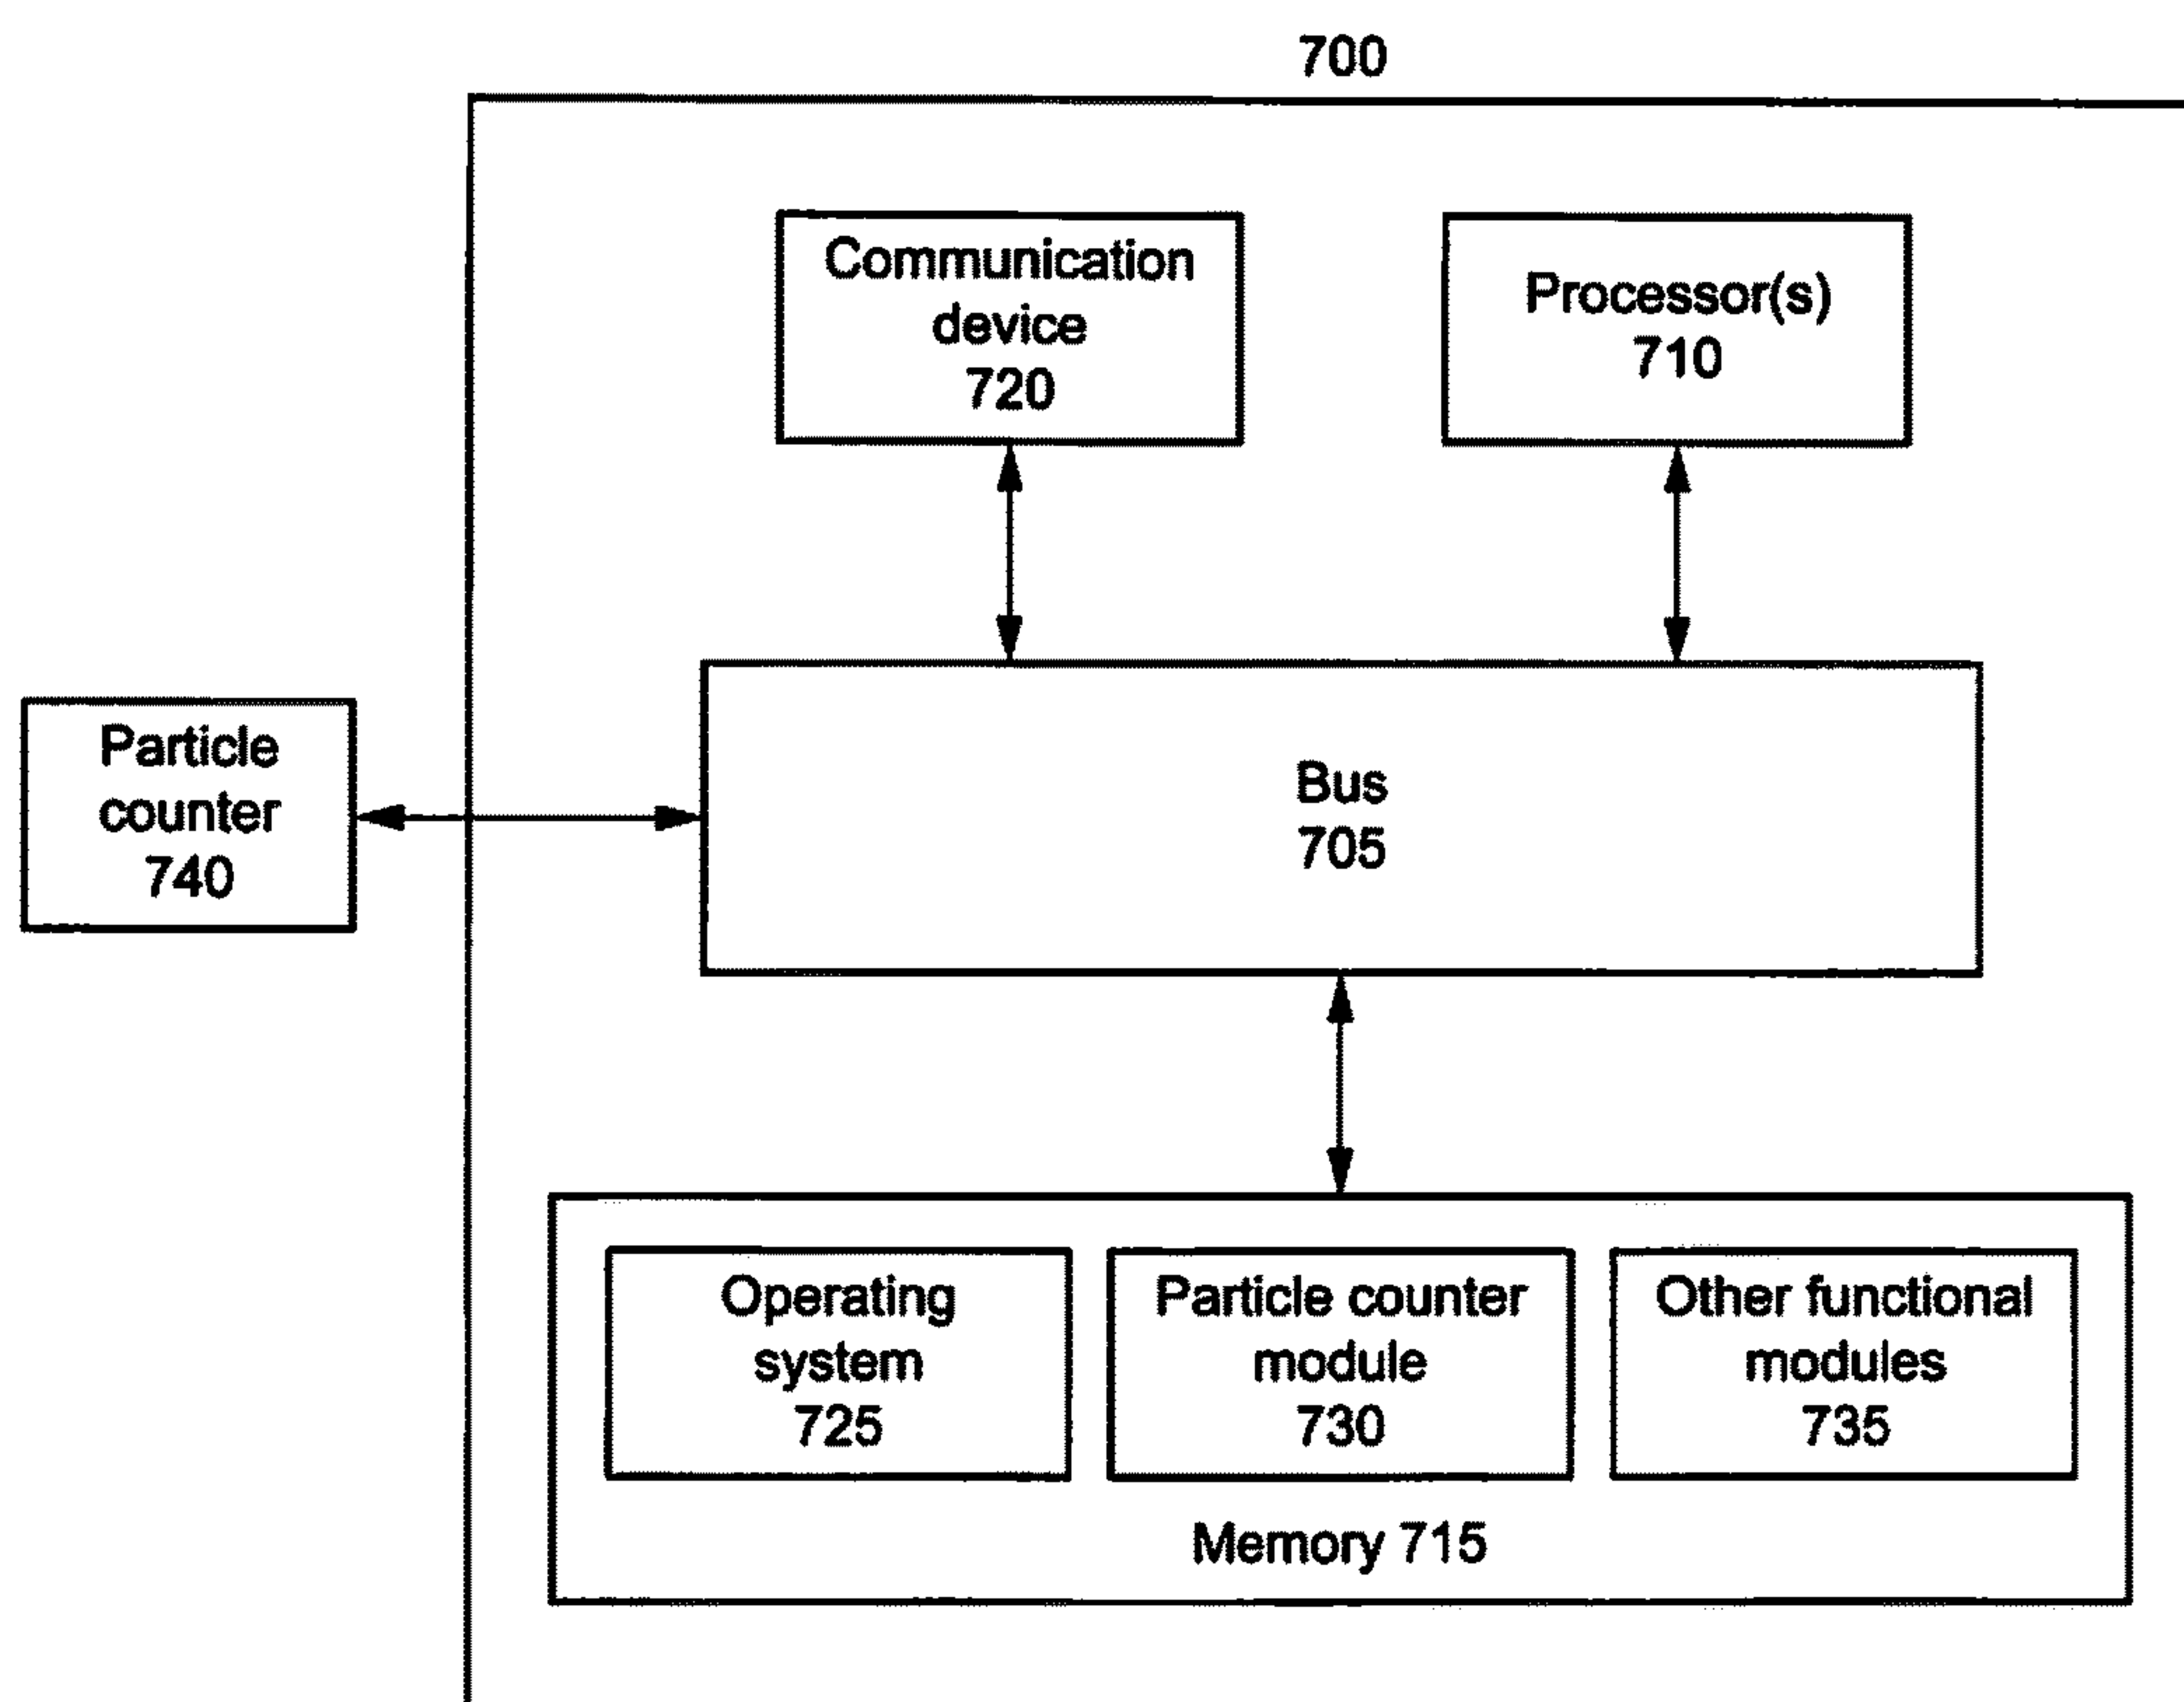 700
Communication
device
720
Processor(s)
710
Particle
counter
740
Bus
705
Operating
system
725
Particle counter
module
730
Other functional
modules
735
Memory 715